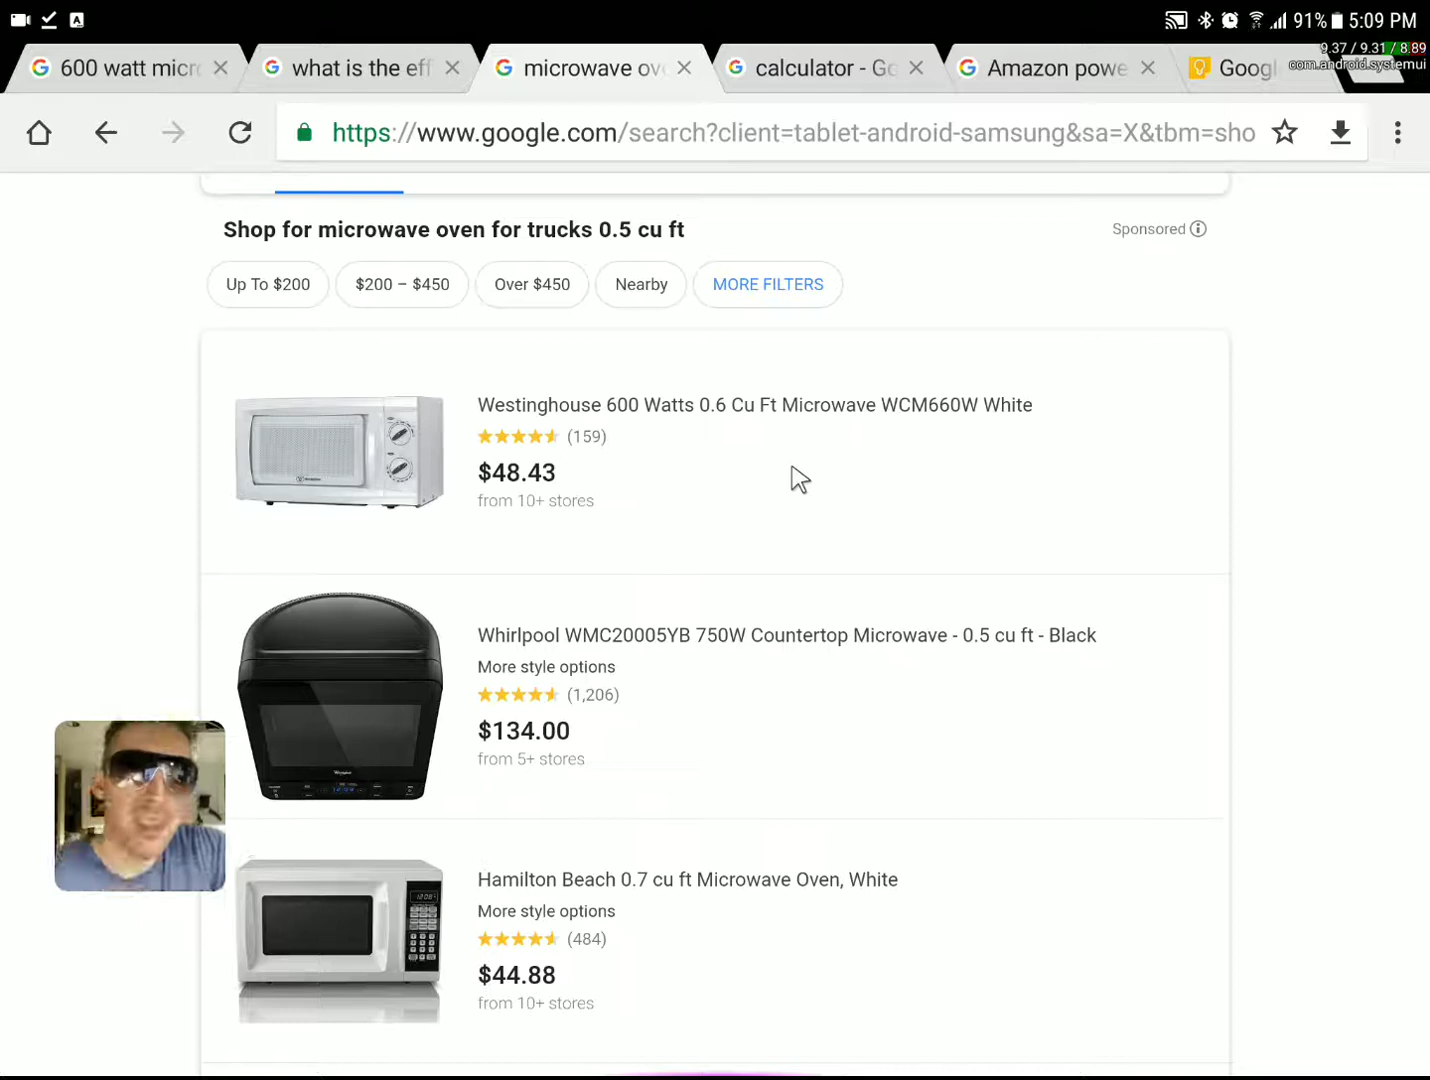 91% 5:09 PM
9.37 / 9.31 / 8.89
com.android.systemui
600 watt micr
what is the eff
microwave ov
calculator - Go
Amazon powe
Googl
https://www.google.com/search?client=tablet-android-samsung&sa=X&tbm=sho
Shop for microwave oven for trucks 0.5 cu ft
Sponsored
Up To $200
$200 – $450
Over $450
Nearby
MORE FILTERS
Westinghouse 600 Watts 0.6 Cu Ft Microwave WCM660W White
(159)
$48.43
from 10+ stores
Whirlpool WMC20005YB 750W Countertop Microwave - 0.5 cu ft - Black
More style options
(1,206)
$134.00
from 5+ stores
Hamilton Beach 0.7 cu ft Microwave Oven, White
More style options
(484)
$44.88
from 10+ stores